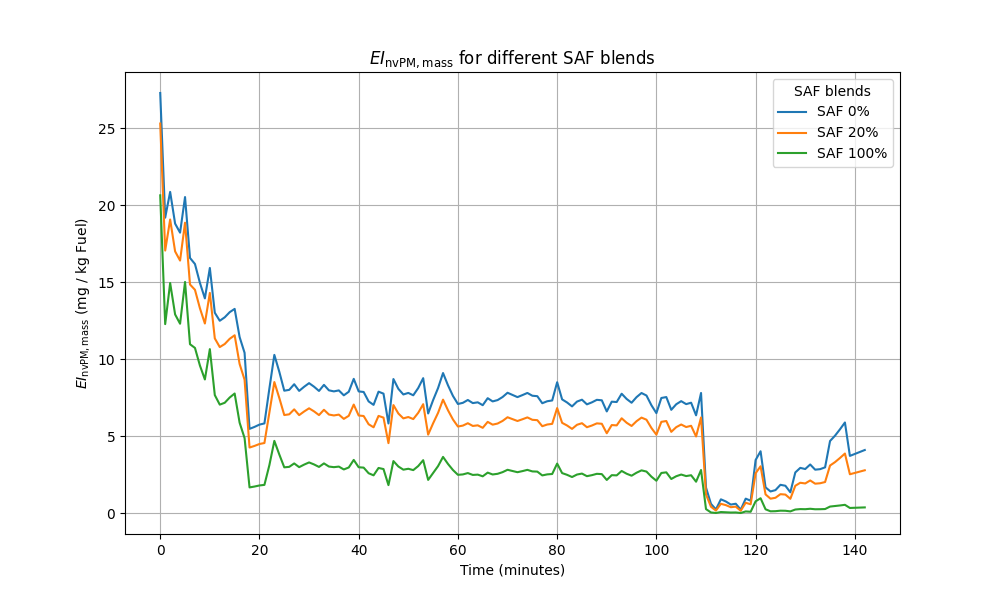 EI_nvPM, mass for different SAF blends
SAF blends
SAF 0%
SAF 20%
SAF 100%
EI_nvPM, mass (mg / kg Fuel)
25
20
15
10
5
0
0 20 40 60 80 100 120 140
Time (minutes)